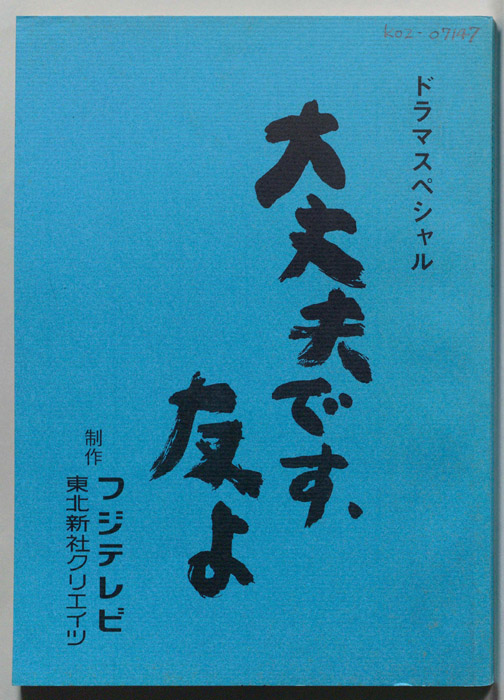 K02-07147
ドラマスペシャル
大丈夫です、
友よ
制作
フジテレビ
東北新社クリエイツ